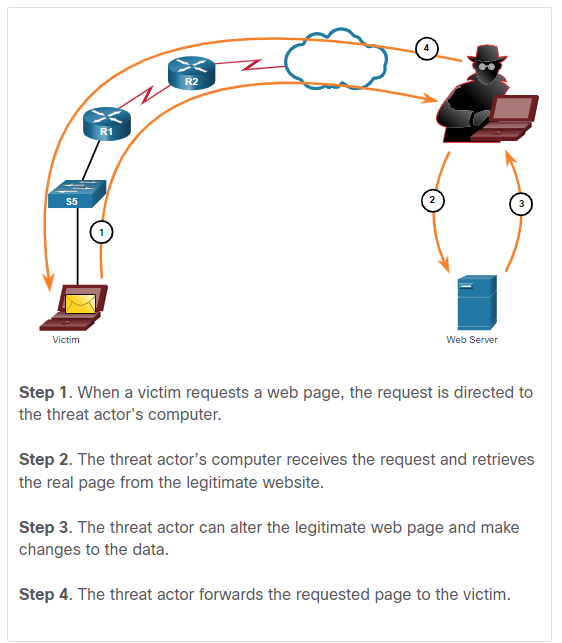 4
R2
R1
S5
1
2
3
Victim
Web Server
Step 1. When a victim requests a web page, the request is directed to
the threat actor's computer.
Step 2. The threat actor’s computer receives the request and retrieves
the real page from the legitimate website.
Step 3. The threat actor can alter the legitimate web page and make
changes to the data.
Step 4. The threat actor forwards the requested page to the victim.